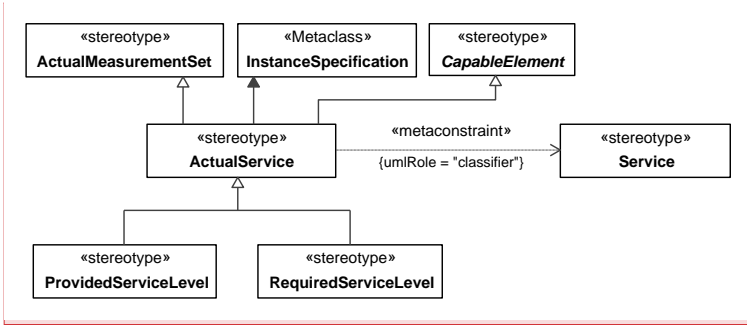 «stereotype»
ActualMeasurementSet
«Metaclass»
InstanceSpecification
«stereotype»
CapableElement
«stereotype»
ActualService
«metaconstraint»
{umlRole = "classifier"}
«stereotype»
Service
«stereotype»
ProvidedServiceLevel
«stereotype»
RequiredServiceLevel